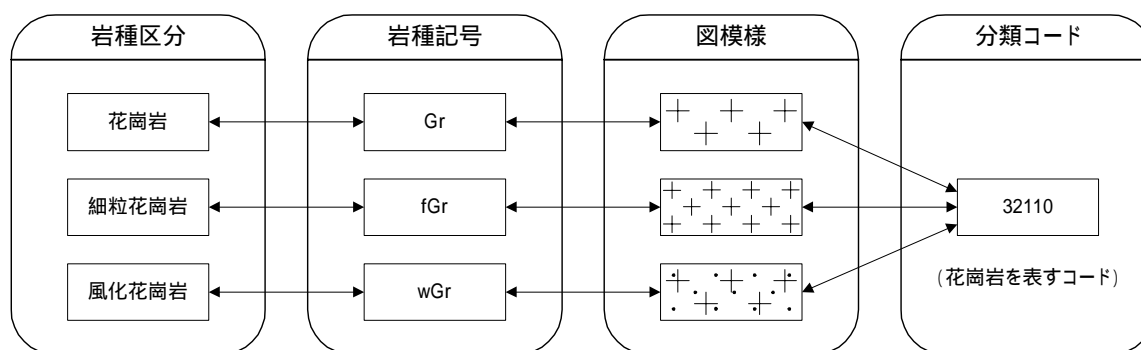 岩種区分
岩種記号
図模様
分類コード
花崗岩
Gr
細粒花崗岩
fGr
32110
風化花崗岩
wGr
(花崗岩を表すコード)